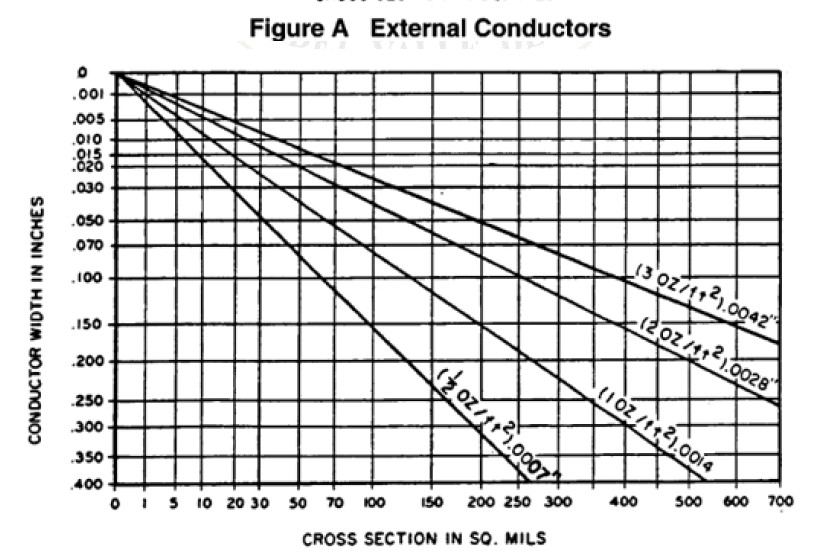 Figure A External Conductors
0
.001
.005
.010
.015
.020
.030
.050
.070
.100
.150
.200
.250
.300
.350
.400
CONDUCTOR WIDTH IN INCHES
(3 OZ/ft²).0042"
(2 OZ/ft²).0028"
(1 OZ/ft²).0014
(½ OZ/ft²).0007"
0 1 5 10 20 30 50 70 100 150 200 250 300 400 500 600 700
CROSS SECTION IN SQ. MILS